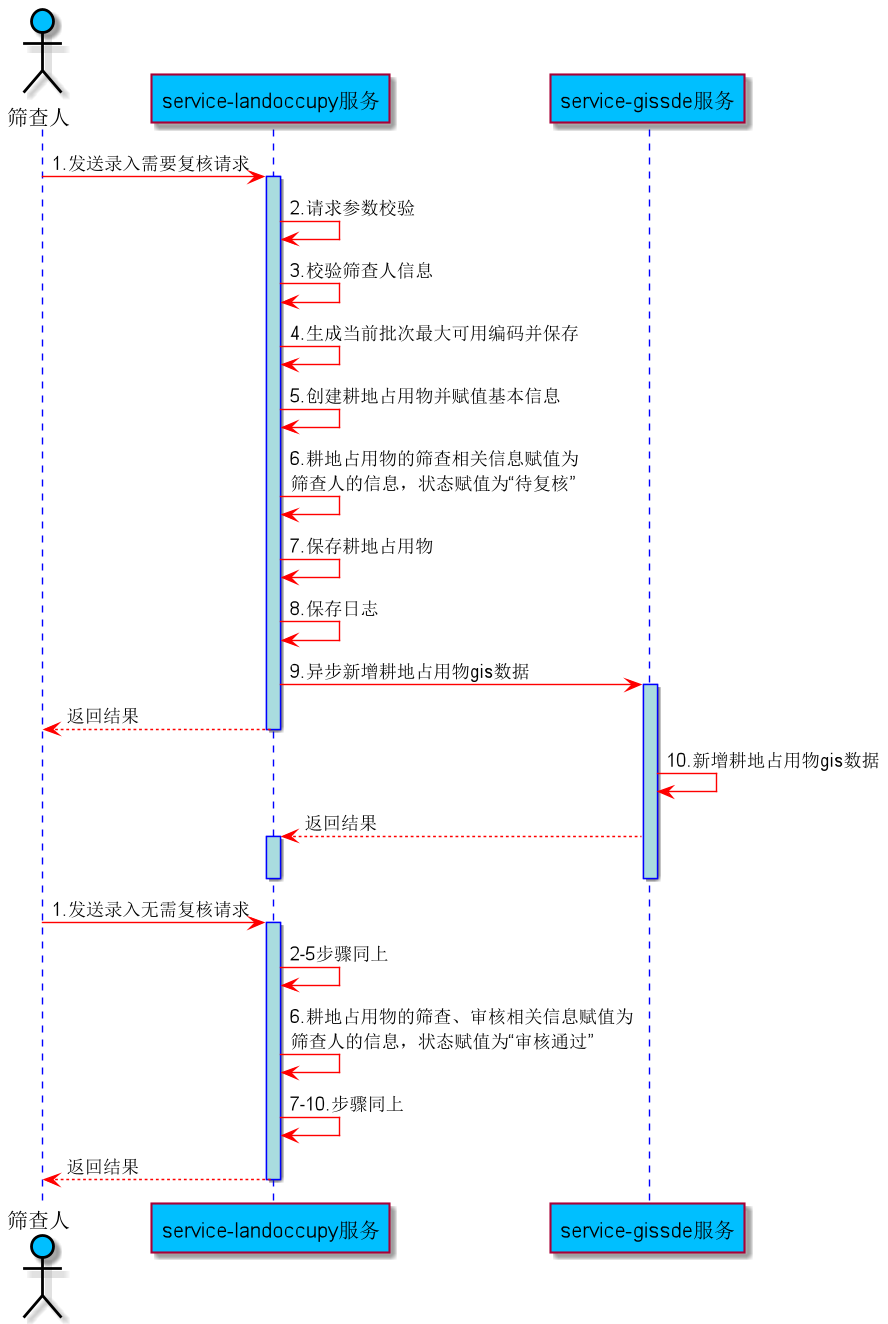 筛查人
service-landoccupy服务
service-gissde服务
1.发送录入需要复核请求
2.请求参数校验
3.校验筛查人信息
4.生成当前批次最大可用编码并保存
5.创建耕地占用物并赋值基本信息
6.耕地占用物的筛查相关信息赋值为
筛查人的信息，状态赋值为“待复核”
7.保存耕地占用物
8.保存日志
9.异步新增耕地占用物gis数据
返回结果
10.新增耕地占用物gis数据
返回结果
1.发送录入无需复核请求
2-5步骤同上
6.耕地占用物的筛查、审核相关信息赋值为
筛查人的信息，状态赋值为“审核通过”
7-10.步骤同上
返回结果
筛查人
service-landoccupy服务
service-gissde服务